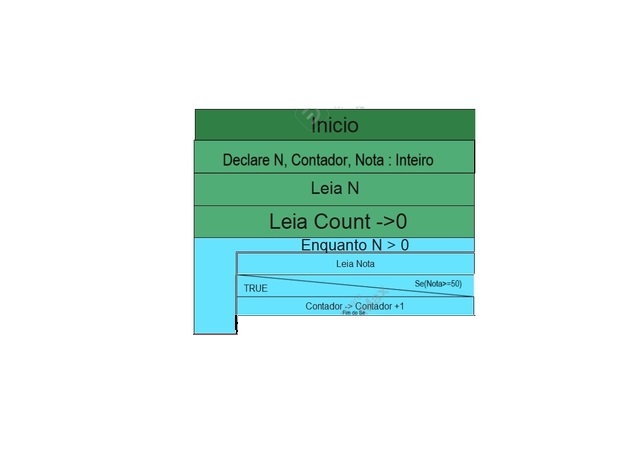 Inicio
Declare N, Contador, Nota : Inteiro
Leia N
Leia Count ->0
Enquanto N > 0
Leia Nota
Se(Nota>=50)
TRUE
Contador -> Contador +1
Fim do Se